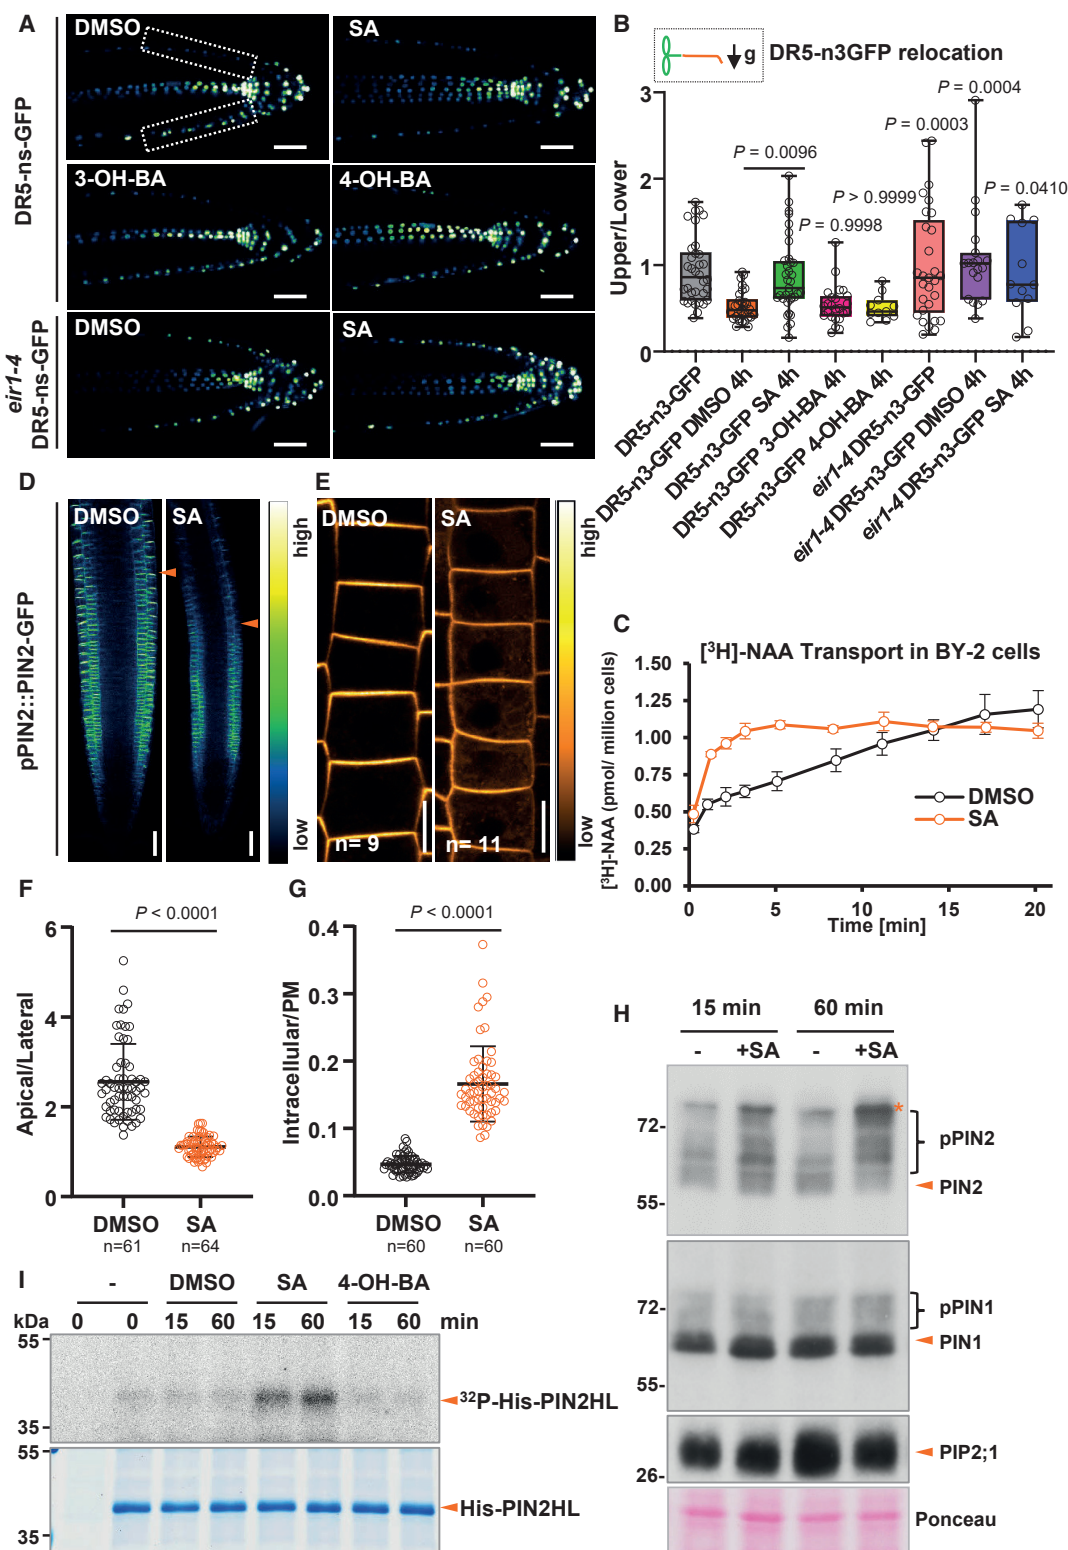 A
DMSO
SA
DR5-ns-GFP
3-OH-BA
4-OH-BA
DMSO
SA
eir1-4
DR5-ns-GFP
B
g
DR5-n3GFP relocation
P = 0.0004
P = 0.0003
P = 0.0096
P > 0.9999
P = 0.9998
P = 0.0410
Upper/Lower
3
2
1
0
DR5-n3-GFP
DR5-n3-GFP DMSO 4h
DR5-n3-GFP SA 4h
DR5-n3-GFP 3-OH-BA 4h
DR5-n3-GFP 4-OH-BA 4h
eir1-4 DR5-n3-GFP
eir1-4 DR5-n3-GFP DMSO 4h
eir1-4 DR5-n3-GFP SA 4h
D
DMSO
SA
pPIN2::PIN2-GFP
high
low
E
DMSO
SA
n= 9
n= 11
high
low
C
[³H]-NAA Transport in BY-2 cells
[³H]-NAA (pmol/ million cells)
1.50
1.25
1.00
0.75
0.50
0.25
0.00
DMSO
SA
0 5 10 15 20
Time [min]
F
P < 0.0001
Apical/Lateral
6
4
2
0
DMSO
n=61
SA
n=64
G
P < 0.0001
Intracellular/PM
0.4
0.3
0.2
0.1
0.0
DMSO
n=60
SA
n=60
H
15 min 60 min
- +SA - +SA
72-
55-
*
pPIN2
PIN2
72-
55-
pPIN1
PIN1
26-
PIP2;1
Ponceau
I
- DMSO SA 4-OH-BA
kDa 0 0 15 60 15 60 15 60 min
55
35
³²P-His-PIN2HL
55
35
His-PIN2HL